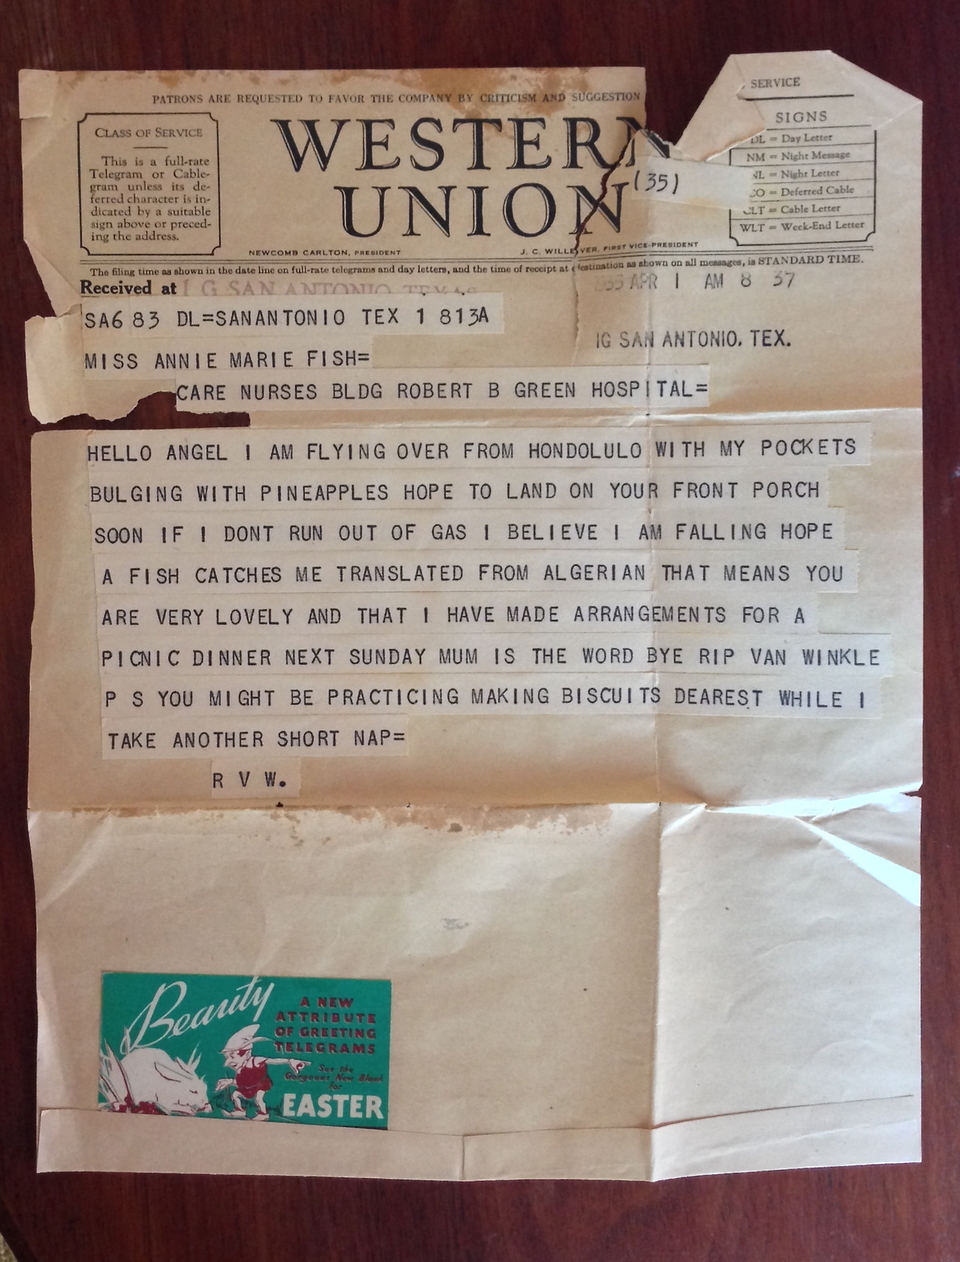 SERVICE
PATRONS ARE REQUESTED TO FAVOR THE COMPANY BY CRITICISM AND SUGGESTION
CLASS OF SERVICE
This is a full-rate
Telegram or Cable-
gram unless its de-
ferred character is in-
dicated by a suitable
sign above or preced-
ing the address.
WESTERN
UNION
(35)
SIGNS
DL = Day Letter
NM = Night Message
NL = Night Letter
CO = Deferred Cable
CLT = Cable Letter
WLT = Week-End Letter
NEWCOMB CARLTON, PRESIDENT
J. C. WILLEVER, FIRST VICE-PRESIDENT
The filing time as shown in the date line on full-rate telegrams and day letters, and the time of receipt at destination as shown on all messages, is STANDARD TIME.
Received at I G SAN ANTONIO TEXAS
APR 1 AM 8 37
SA6 83 DL=SANANTONIO TEX 1 813A
IG SAN ANTONIO, TEX.
MISS ANNIE MARIE FISH=
CARE NURSES BLDG ROBERT B GREEN HOSPITAL=
HELLO ANGEL I AM FLYING OVER FROM HONDOLULO WITH MY POCKETS
BULGING WITH PINEAPPLES HOPE TO LAND ON YOUR FRONT PORCH
SOON IF I DONT RUN OUT OF GAS I BELIEVE I AM FALLING HOPE
A FISH CATCHES ME TRANSLATED FROM ALGERIAN THAT MEANS YOU
ARE VERY LOVELY AND THAT I HAVE MADE ARRANGEMENTS FOR A
PICNIC DINNER NEXT SUNDAY MUM IS THE WORD BYE RIP VAN WINKLE
P S YOU MIGHT BE PRACTICING MAKING BISCUITS DEAREST WHILE I
TAKE ANOTHER SHORT NAP=
R V W.
Beauty
A NEW
ATTRIBUTE
OF GREETING
TELEGRAMS
See the
Gorgeous New Blank
for
EASTER